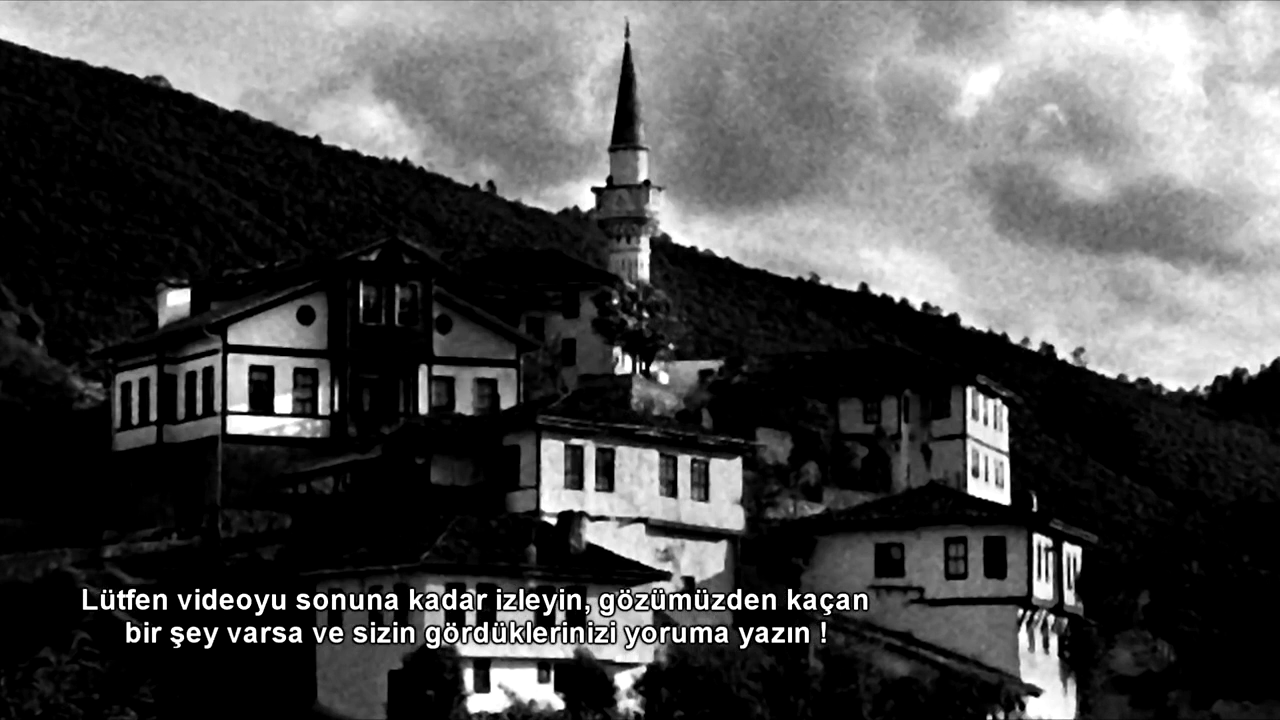 Lütfen videoyu sonuna kadar izleyin, gözümüzden kaçan
bir şey varsa ve sizin gördüklerinizi yoruma yazın !